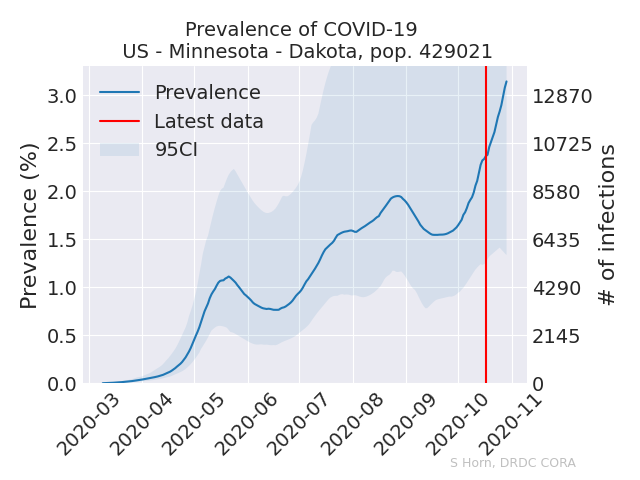 Prevalence of COVID-19
US - Minnesota - Dakota, pop. 429021
Prevalence
Latest data
95CI
Prevalence (%)
3.0
2.5
2.0
1.5
1.0
0.5
0.0
12870
10725
8580
6435
4290
2145
0
# of infections
2020-03
2020-04
2020-05
2020-06
2020-07
2020-08
2020-09
2020-10
2020-11
S Horn, DRDC CORA